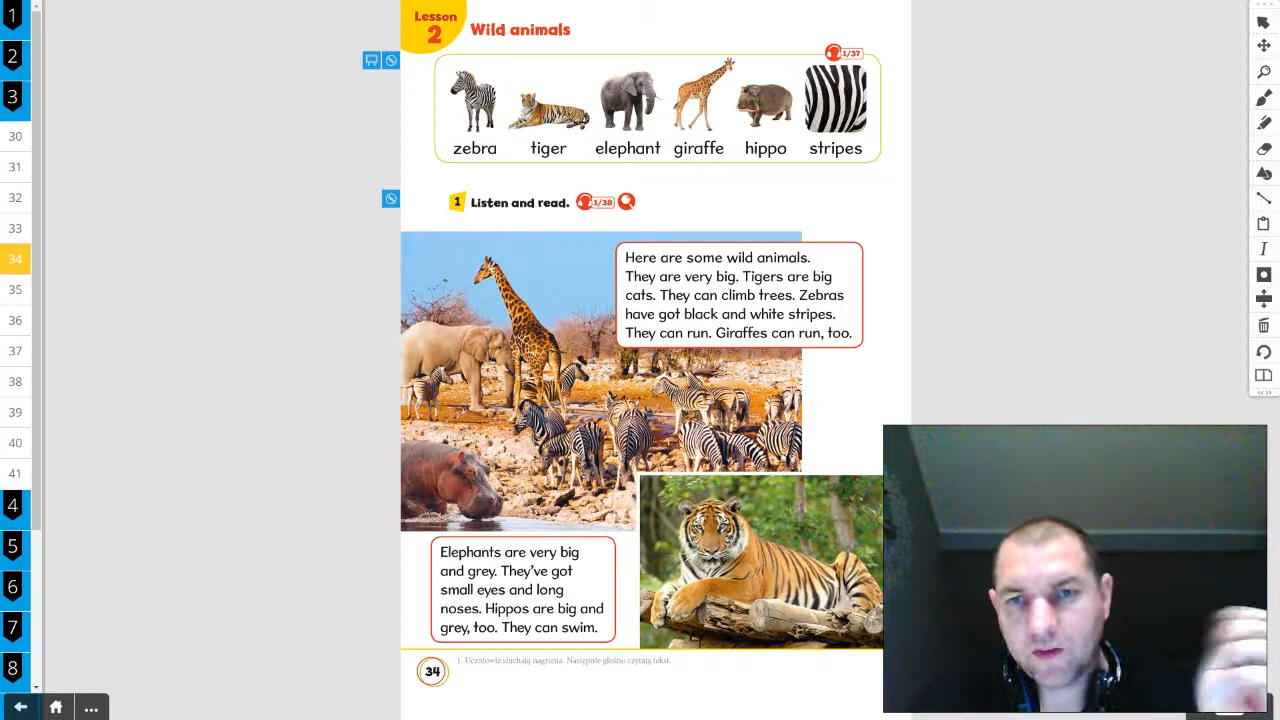 1
2
3
30
31
32
33
34
35
36
37
38
39
40
41
4
5
6
7
8
...
Lesson
2
Wild animals
1/37
zebra tiger elephant giraffe hippo stripes
1 Listen and read. 1/38
Here are some wild animals.
They are very big. Tigers are big
cats. They can climb trees. Zebras
have got black and white stripes.
They can run. Giraffes can run, too.
Elephants are very big
and grey. They've got
small eyes and long
noses. Hippos are big and
grey, too. They can swim.
1. Uczniowie słuchają nagrania. Następnie głośno czytają tekst.
34
I